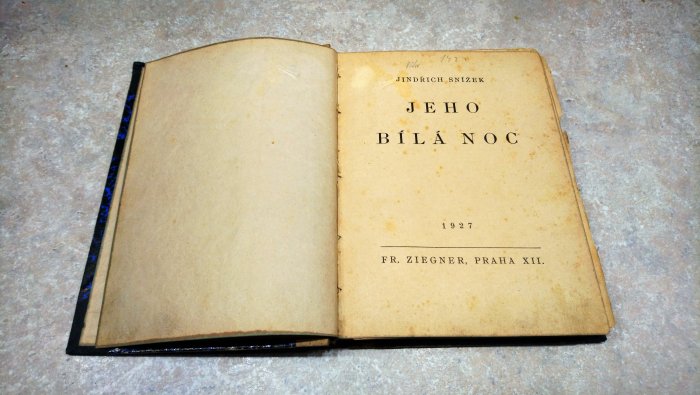 JINDŘICH SNÍŽEK
JEHO
BÍLÁ NOC
1927
FR. ZIEGNER, PRAHA XII.